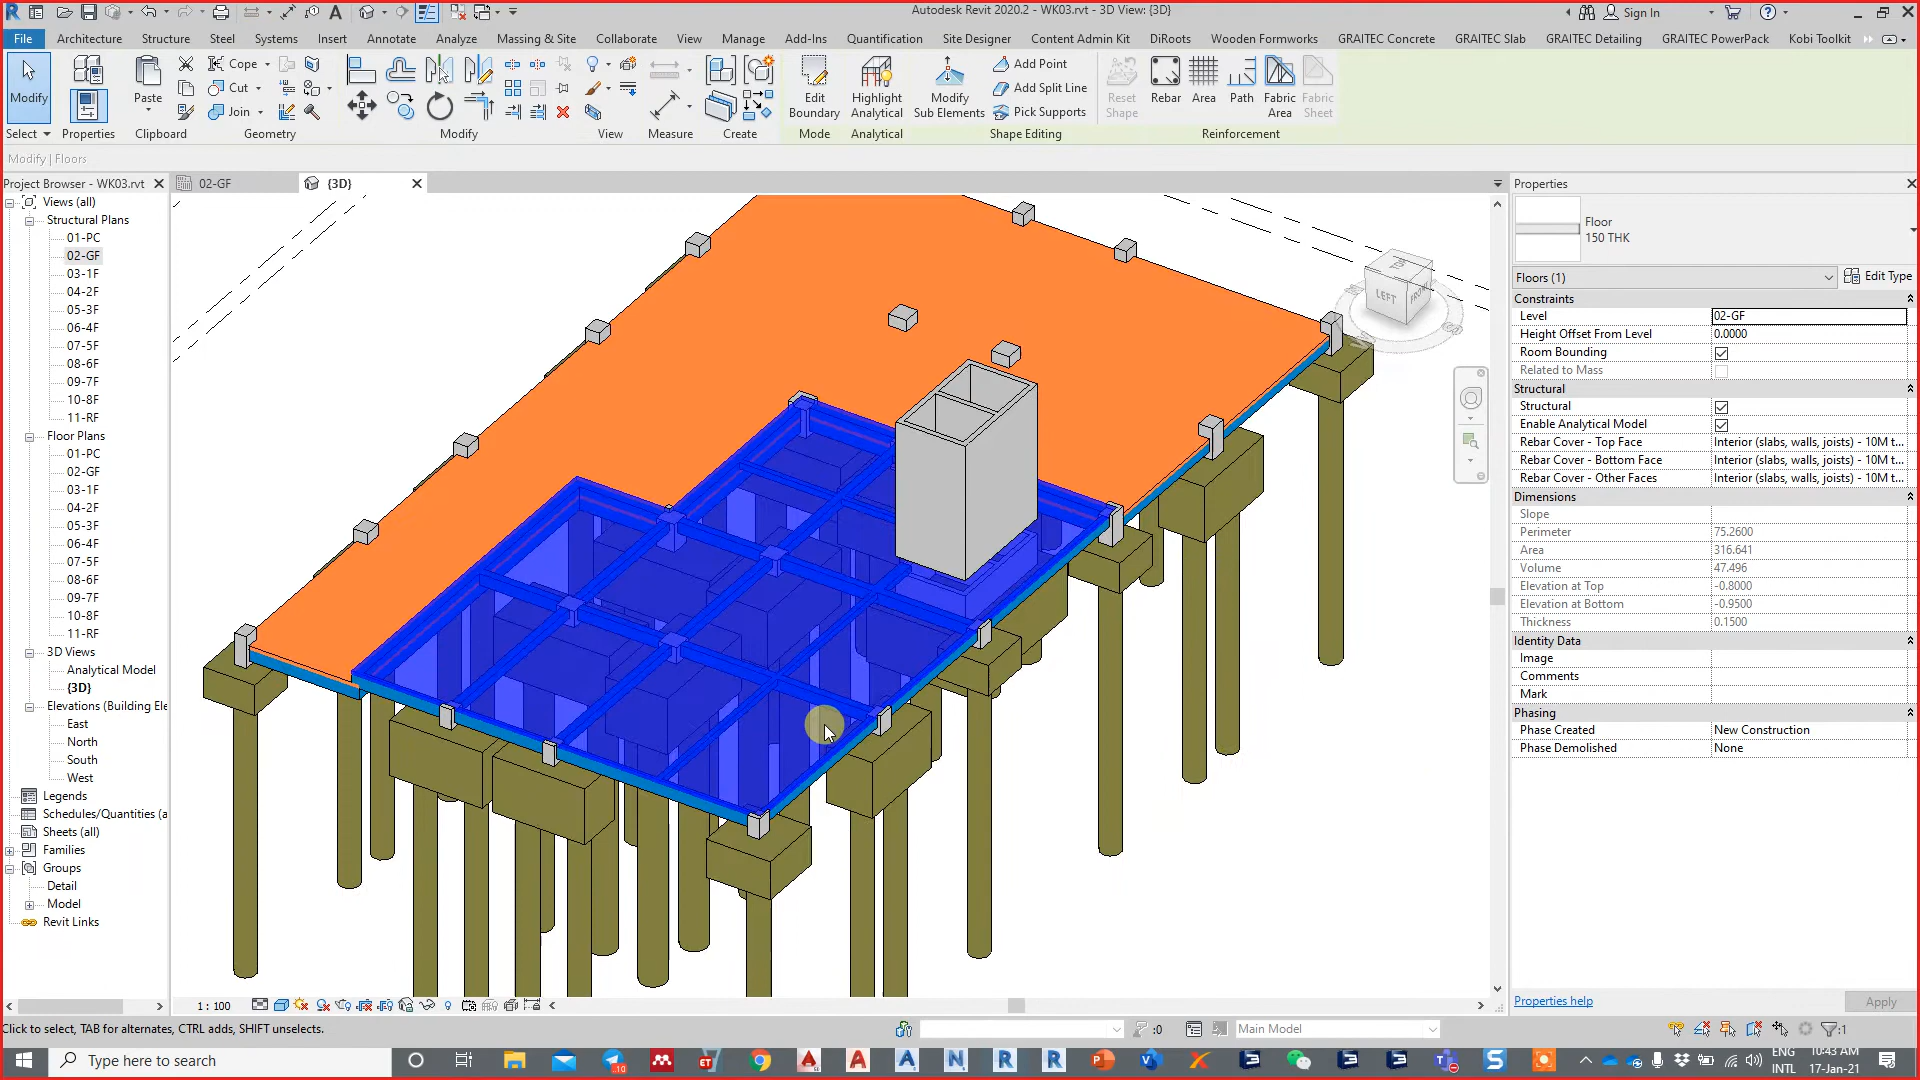 Autodesk Revit 2020.2 - WK03.rvt - 3D View: {3D}
Sign In
File Architecture Structure Steel Systems Insert Annotate Analyze Massing & Site Collaborate View Manage Add-Ins Quantification Site Designer Content Admin Kit DiRoots Wooden Formworks GRAITEC Concrete GRAITEC Slab GRAITEC Detailing GRAITEC PowerPack Kobi Toolkit
Modify
Paste
Cope
Cut
Join
Edit Boundary
Highlight Analytical
Modify Sub Elements
Add Point
Add Split Line
Pick Supports
Reset Shape
Rebar
Area
Path
Fabric Area
Fabric Sheet
Select Properties Clipboard Geometry Modify View Measure Create Mode Analytical Shape Editing Reinforcement
Modify | Floors
Project Browser - WK03.rvt
02-GF
{3D}
Views (all)
Structural Plans
01-PC
02-GF
03-1F
04-2F
05-3F
06-4F
07-5F
08-6F
09-7F
10-8F
11-RF
Floor Plans
01-PC
02-GF
03-1F
04-2F
05-3F
06-4F
07-5F
08-6F
09-7F
10-8F
11-RF
3D Views
Analytical Model
{3D}
Elevations (Building Ele
East
North
South
West
Legends
Schedules/Quantities (a
Sheets (all)
Families
Groups
Detail
Model
Revit Links
TOP
LEFT
FRONT
Properties
Floor
150 THK
Floors (1)
Edit Type
Constraints
Level 02-GF
Height Offset From Level 0.0000
Room Bounding
Related to Mass
Structural
Structural
Enable Analytical Model
Rebar Cover - Top Face Interior (slabs, walls, joists) - 10M t...
Rebar Cover - Bottom Face Interior (slabs, walls, joists) - 10M t...
Rebar Cover - Other Faces Interior (slabs, walls, joists) - 10M t...
Dimensions
Slope
Perimeter 75.2600
Area 316.641
Volume 47.496
Elevation at Top -0.8000
Elevation at Bottom -0.9500
Thickness 0.1500
Identity Data
Image
Comments
Mark
Phasing
Phase Created New Construction
Phase Demolished None
Properties help
Apply
1 : 100
Click to select, TAB for alternates, CTRL adds, SHIFT unselects.
:0
Main Model
:1
Type here to search
ENG
INTL
10:43 AM
17-Jan-21